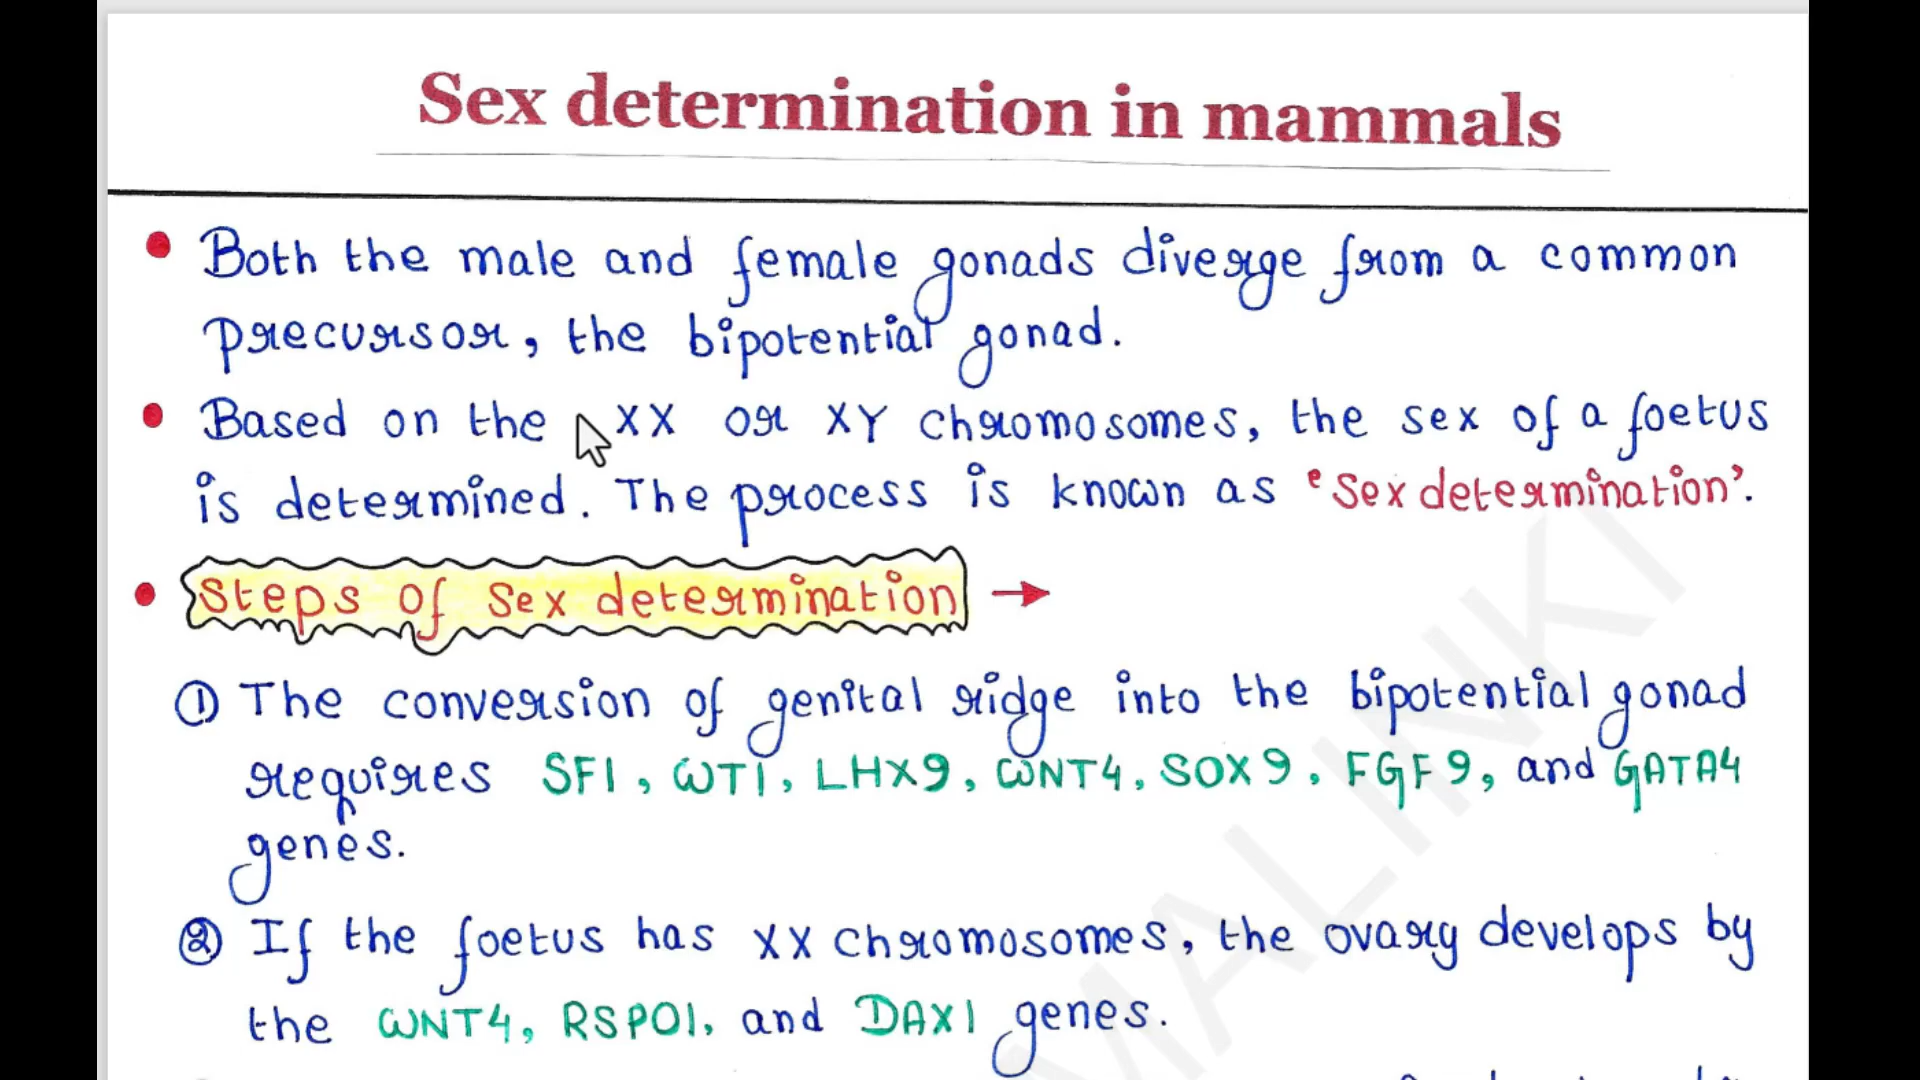 Sex determination in mammals
• Both the male and female gonads diverge from a common
precursor, the bipotential gonad.
• Based on the XX or XY chromosomes, the sex of a foetus
is determined. The process is known as 'Sex determination'.
• Steps of Sex determination →
① The conversion of genital ridge into the bipotential gonad
requires SF1, WT1, LHX9, WNT4, SOX9, FGF9, and GATA4
genes.
② If the foetus has XX chromosomes, the ovary develops by
the WNT4, RSPO1, and DAX1 genes.
MALINKI